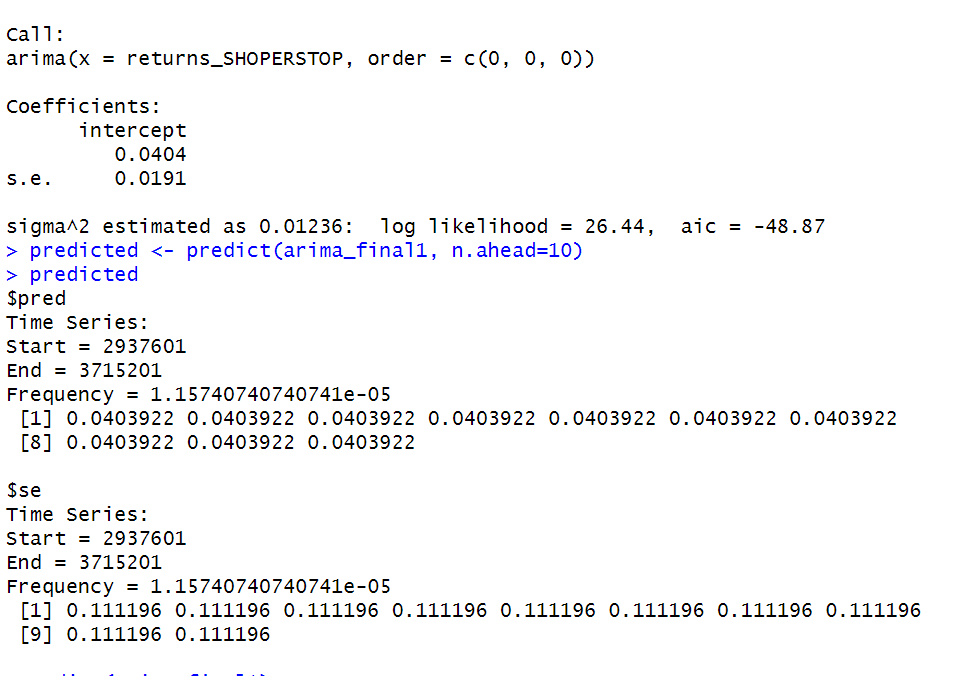 Call:
arima(x = returns_SHOPERSTOP, order = c(0, 0, 0))
Coefficients:
intercept
0.0404
s.e. 0.0191
sigma^2 estimated as 0.01236: log likelihood = 26.44, aic = -48.87
> predicted <- predict(arima_final1, n.ahead=10)
> predicted
$pred
Time Series:
Start = 2937601
End = 3715201
Frequency = 1.15740740740741e-05
[1] 0.0403922 0.0403922 0.0403922 0.0403922 0.0403922 0.0403922 0.0403922
[8] 0.0403922 0.0403922 0.0403922
$se
Time Series:
Start = 2937601
End = 3715201
Frequency = 1.15740740740741e-05
[1] 0.111196 0.111196 0.111196 0.111196 0.111196 0.111196 0.111196 0.111196
[9] 0.111196 0.111196